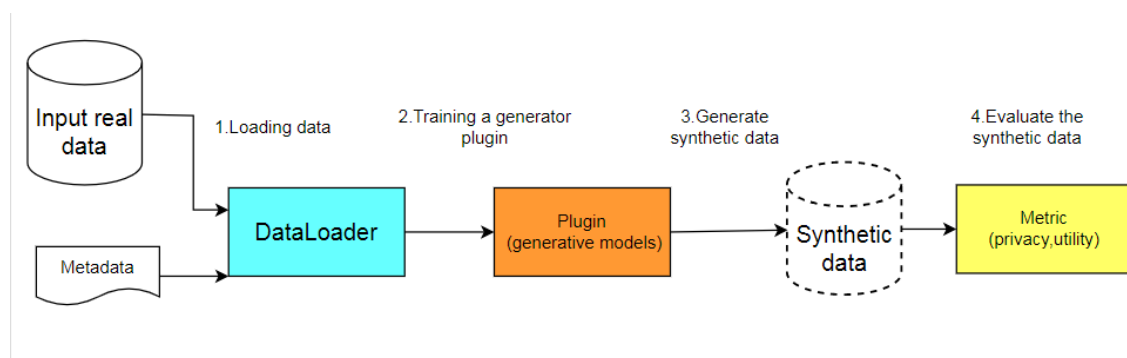 Input real
data
1.Loading data
2.Training a generator
plugin
3.Generate
synthetic data
4.Evaluate the
synthetic data
Metadata
DataLoader
Plugin
(generative models)
Synthetic
data
Metric
(privacy,utility)